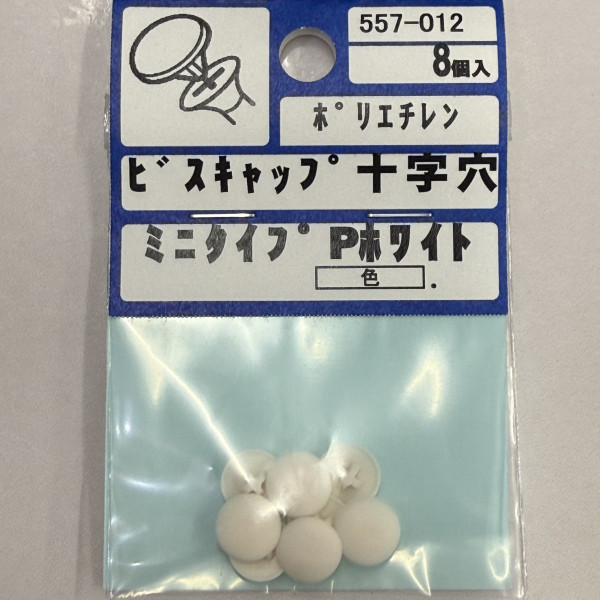 557-012
8個入
ポリエチレン
ビスキャップ十字穴
ミニタイプ Pホワイト
色